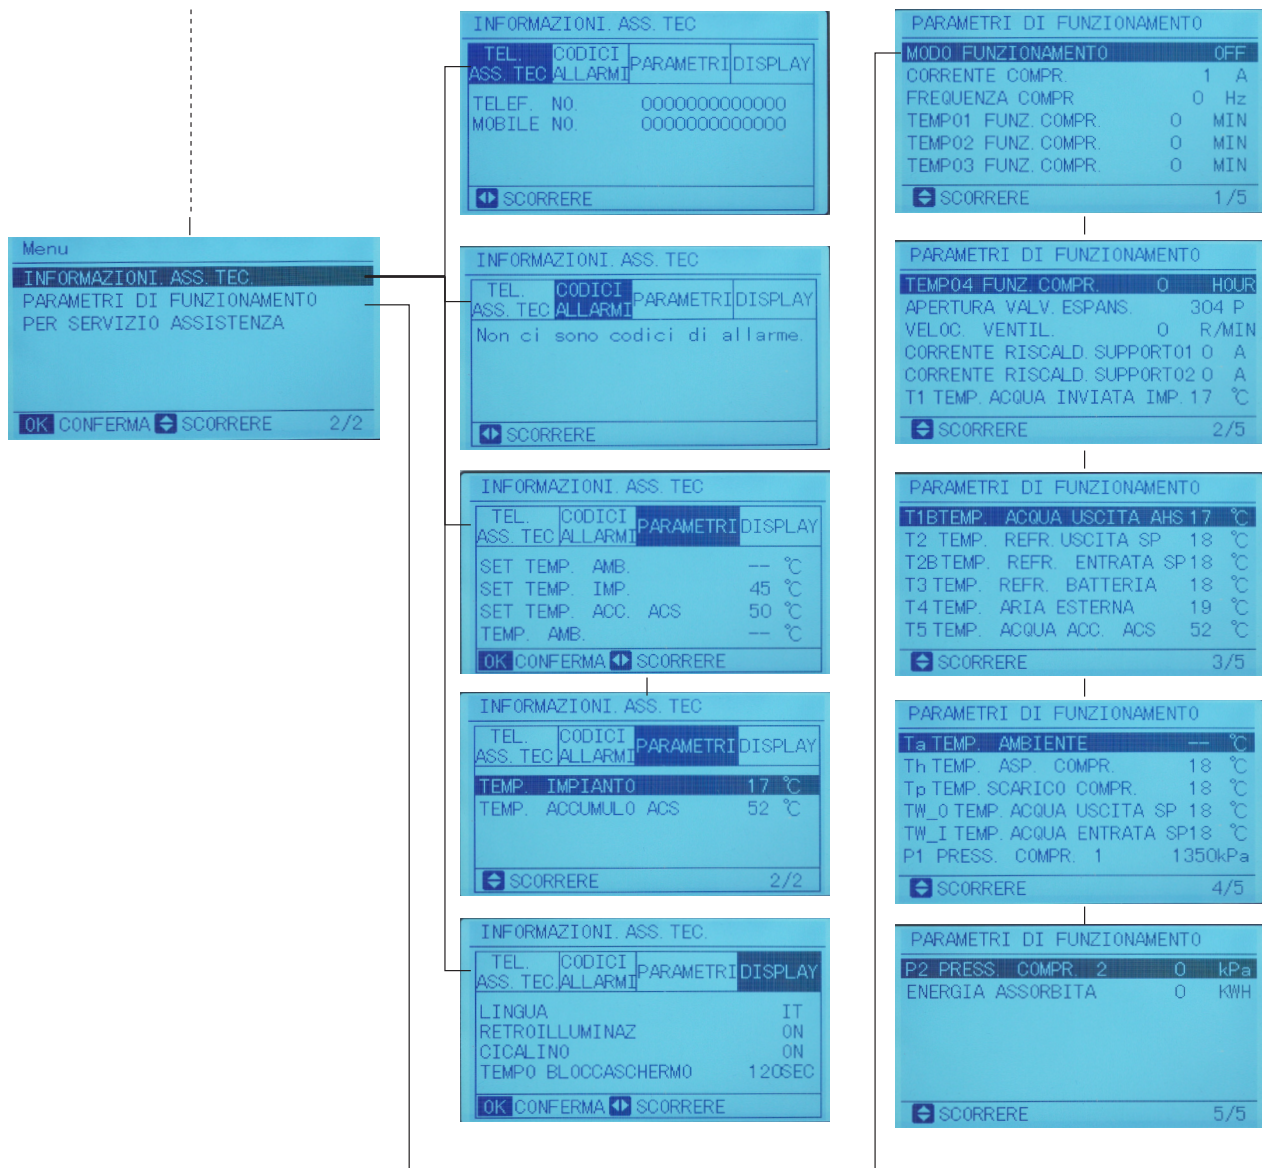 Menu
INFORMAZIONI. ASS. TEC.
PARAMETRI DI FUNZIONAMENTO
PER SERVIZIO ASSISTENZA
OK CONFERMA SCORRERE 2/2
INFORMAZIONI. ASS. TEC
TEL. ASS. TEC CODICI ALLARMI PARAMETRI DISPLAY
TELEF. NO. 0000000000000
MOBILE NO. 0000000000000
SCORRERE
INFORMAZIONI. ASS. TEC
TEL. ASS. TEC CODICI ALLARMI PARAMETRI DISPLAY
Non ci sono codici di allarme.
SCORRERE
INFORMAZIONI. ASS. TEC
TEL. ASS. TEC CODICI ALLARMI PARAMETRI DISPLAY
SET TEMP. AMB. -- °C
SET TEMP. IMP. 45 °C
SET TEMP. ACC. ACS 50 °C
TEMP. AMB. -- °C
OK CONFERMA SCORRERE
INFORMAZIONI. ASS. TEC
TEL. ASS. TEC CODICI ALLARMI PARAMETRI DISPLAY
TEMP. IMPIANTO 17 °C
TEMP. ACCUMULO ACS 52 °C
SCORRERE 2/2
INFORMAZIONI. ASS. TEC.
TEL. ASS. TEC. CODICI ALLARMI PARAMETRI DISPLAY
LINGUA IT
RETROILLUMINAZ ON
CICALINO ON
TEMPO BLOCCASCHERMO 120SEC
OK CONFERMA SCORRERE
PARAMETRI DI FUNZIONAMENTO
MODO FUNZIONAMENTO OFF
CORRENTE COMPR. 1 A
FREQUENZA COMPR 0 Hz
TEMPO1 FUNZ. COMPR. 0 MIN
TEMPO2 FUNZ. COMPR. 0 MIN
TEMPO3 FUNZ. COMPR. 0 MIN
SCORRERE 1/5
PARAMETRI DI FUNZIONAMENTO
TEMPO4 FUNZ. COMPR. 0 HOUR
APERTURA VALV. ESPANS. 304 P
VELOC. VENTIL. 0 R/MIN
CORRENTE RISCALD. SUPPORTO1 0 A
CORRENTE RISCALD. SUPPORTO2 0 A
T1 TEMP. ACQUA INVIATA IMP. 17 °C
SCORRERE 2/5
PARAMETRI DI FUNZIONAMENTO
T1BTEMP. ACQUA USCITA AHS 17 °C
T2 TEMP. REFR. USCITA SP 18 °C
T2BTEMP. REFR. ENTRATA SP18 °C
T3 TEMP. REFR. BATTERIA 18 °C
T4 TEMP. ARIA ESTERNA 19 °C
T5 TEMP. ACQUA ACC. ACS 52 °C
SCORRERE 3/5
PARAMETRI DI FUNZIONAMENTO
Ta TEMP. AMBIENTE -- °C
Th TEMP. ASP. COMPR. 18 °C
Tp TEMP. SCARICO COMPR. 18 °C
TW_O TEMP. ACQUA USCITA SP 18 °C
TW_I TEMP. ACQUA ENTRATA SP18 °C
P1 PRESS. COMPR. 1 1350kPa
SCORRERE 4/5
PARAMETRI DI FUNZIONAMENTO
P2 PRESS. COMPR. 2 0 kPa
ENERGIA ASSORBITA 0 KWH
SCORRERE 5/5